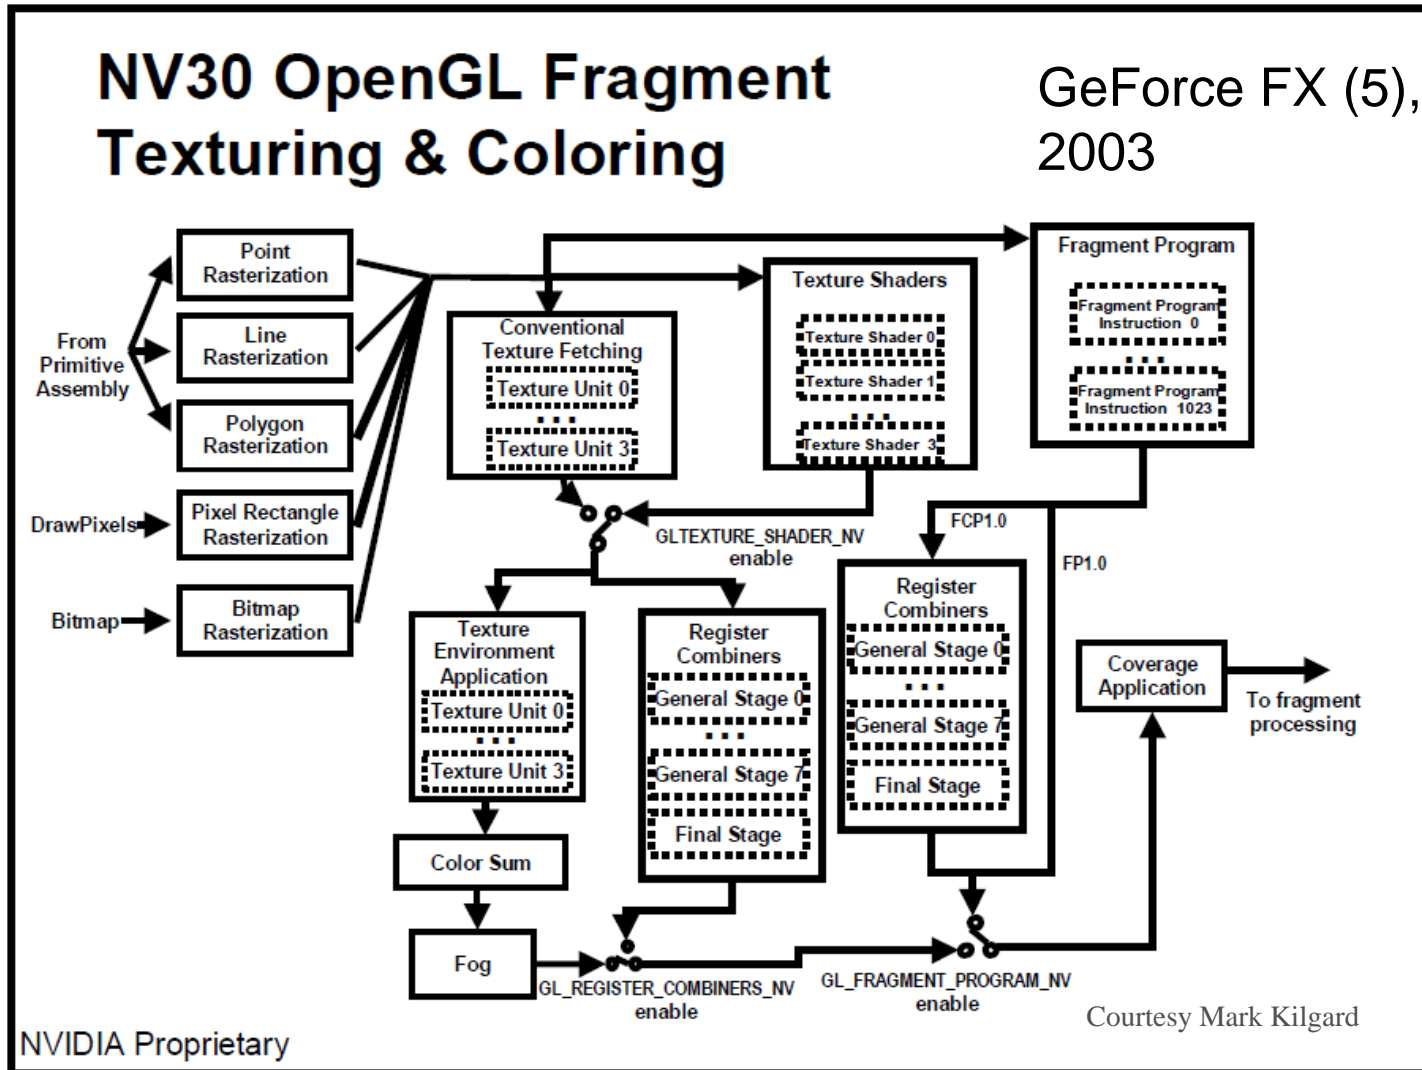 NV30 OpenGL Fragment
Texturing & Coloring
GeForce FX (5),
2003
From
Primitive
Assembly
DrawPixels
Bitmap
Point
Rasterization
Line
Rasterization
Polygon
Rasterization
Pixel Rectangle
Rasterization
Bitmap
Rasterization
Conventional
Texture Fetching
Texture Unit 0
...
Texture Unit 3
Texture Shaders
Texture Shader 0
Texture Shader 1
...
Texture Shader 3
Fragment Program
Fragment Program
Instruction 0
...
Fragment Program
Instruction 1023
GLTEXTURE_SHADER_NV
enable
FCP1.0
FP1.0
Texture
Environment
Application
Texture Unit 0
...
Texture Unit 3
Register
Combiners
General Stage 0
...
General Stage 7
Final Stage
Register
Combiners
General Stage 0
...
General Stage 7
Final Stage
Coverage
Application
To fragment
processing
Color Sum
Fog
GL_REGISTER_COMBINERS_NV
enable
GL_FRAGMENT_PROGRAM_NV
enable
Courtesy Mark Kilgard
NVIDIA Proprietary